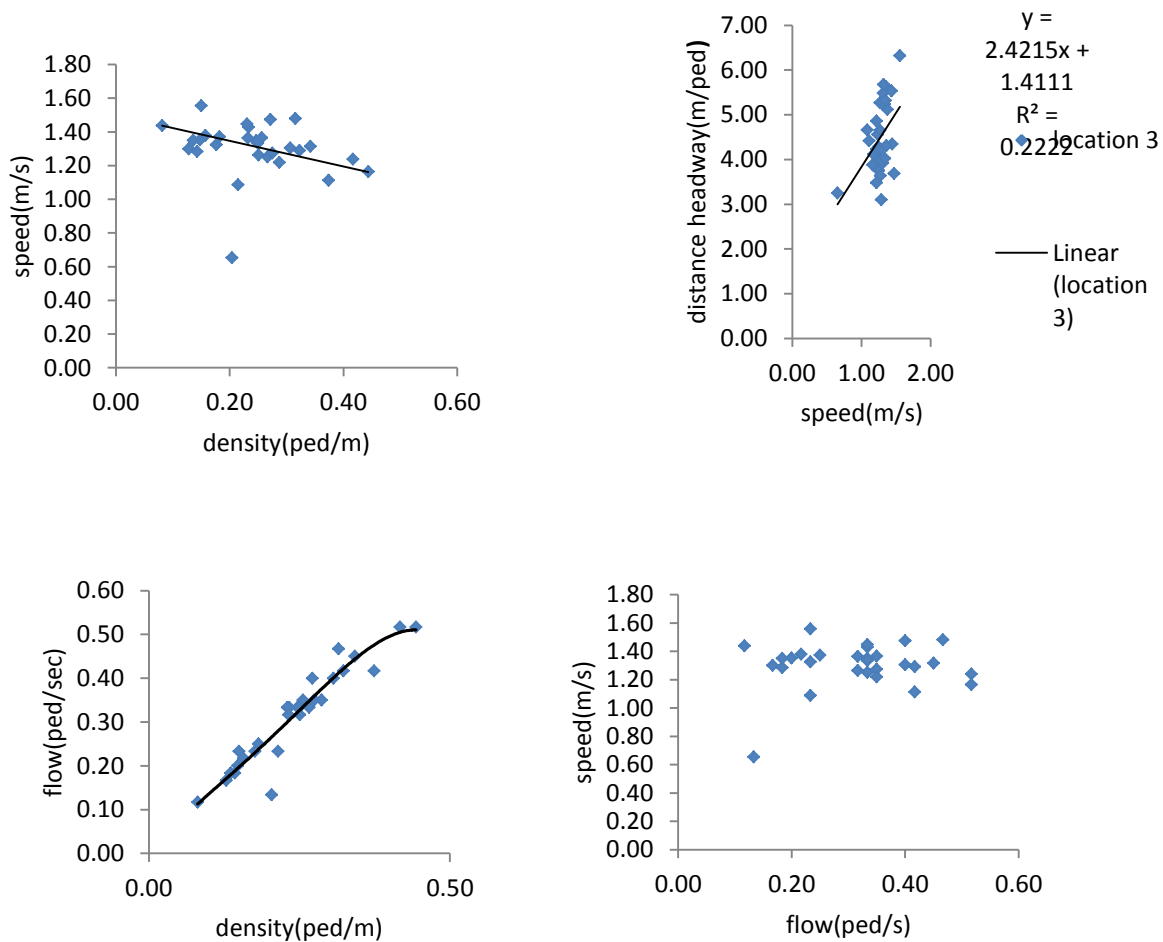 1.80
1.60
1.40
1.20
1.00
0.80
0.60
0.40
0.20
0.00
speed(m/s)
0.00 0.20 0.40 0.60
density(ped/m)
7.00
6.00
5.00
4.00
3.00
2.00
1.00
0.00
distance headway(m/ped)
0.00 1.00 2.00
speed(m/s)
y =
2.4215x +
1.4111
R² =
0.2222
location 3
Linear
(location
3)
0.60
0.50
0.40
0.30
0.20
0.10
0.00
flow(ped/sec)
0.00 0.50
density(ped/m)
1.80
1.60
1.40
1.20
1.00
0.80
0.60
0.40
0.20
0.00
speed(m/s)
0.00 0.20 0.40 0.60
flow(ped/s)